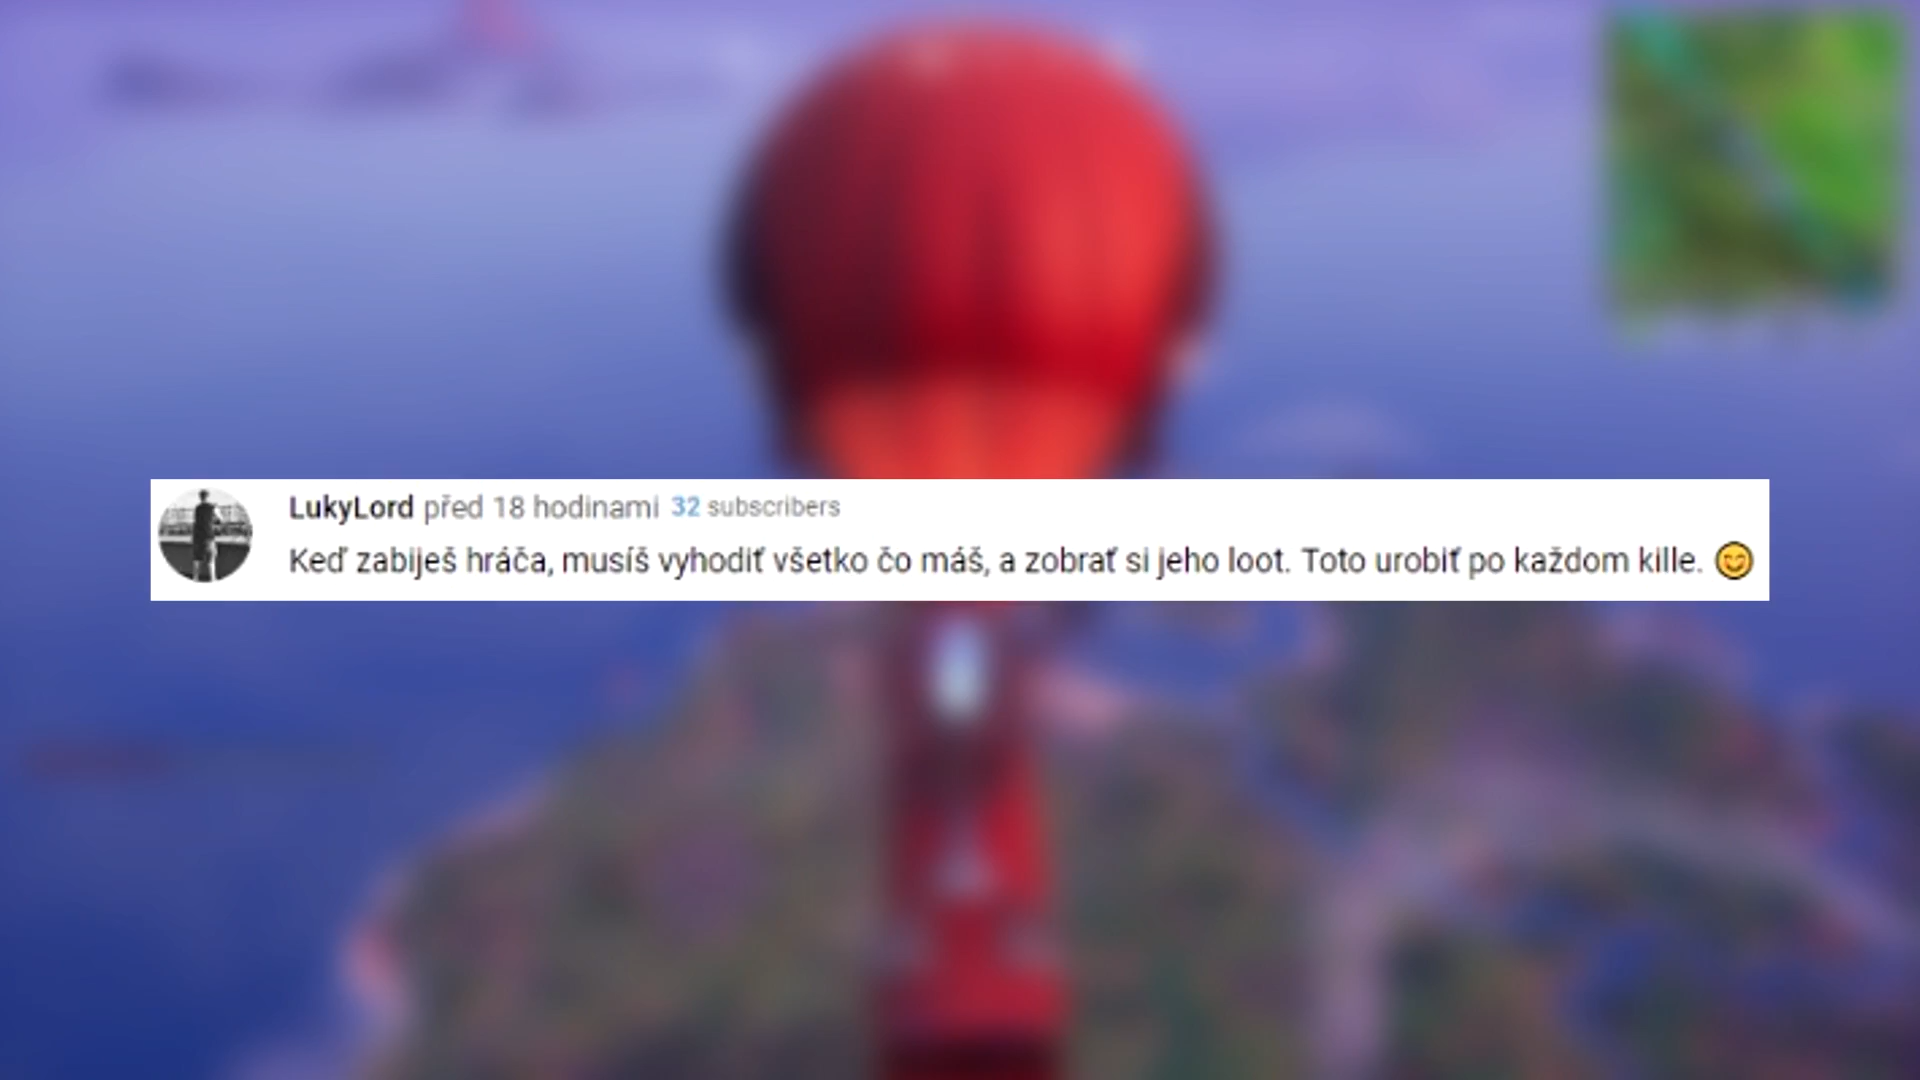 LukyLord před 18 hodinami 32 subscribers
Keď zabiješ hráča, musíš vyhodiť všetko čo máš, a zobrať si jeho loot. Toto urobiť po každom kille. 😊